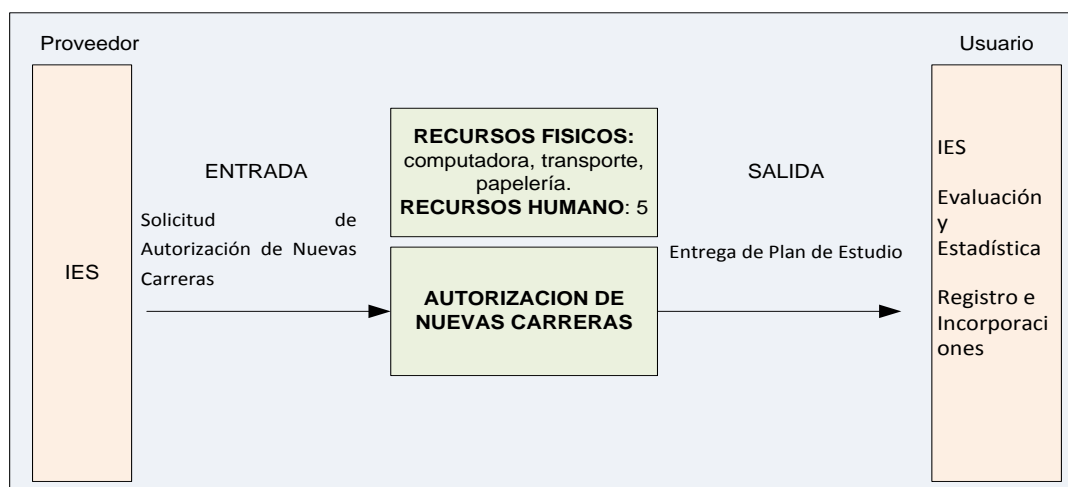 Proveedor
Usuario
IES
ENTRADA
Solicitud de
Autorización de Nuevas
Carreras
RECURSOS FISICOS:
computadora, transporte,
papelería.
RECURSOS HUMANO: 5
AUTORIZACION DE
NUEVAS CARRERAS
SALIDA
Entrega de Plan de Estudio
IES
Evaluación
y
Estadística
Registro e
Incorporaci
ones